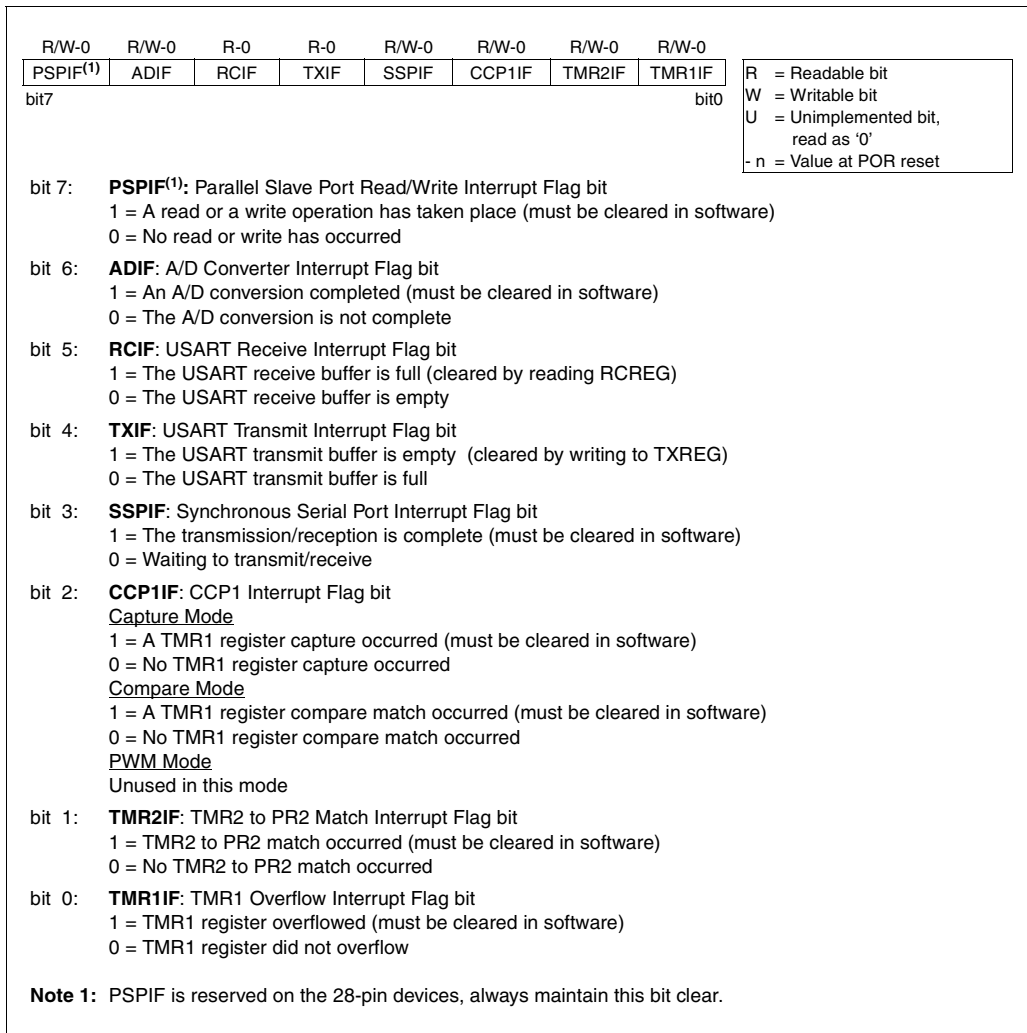 R/W-0 R/W-0 R-0 R-0 R/W-0 R/W-0 R/W-0 R/W-0
PSPIF(1) ADIF RCIF TXIF SSPIF CCP1IF TMR2IF TMR1IF
bit7 bit0
R = Readable bit
W = Writable bit
U = Unimplemented bit,
read as ‘0’
- n = Value at POR reset
bit 7: PSPIF(1): Parallel Slave Port Read/Write Interrupt Flag bit
1 = A read or a write operation has taken place (must be cleared in software)
0 = No read or write has occurred
bit 6: ADIF: A/D Converter Interrupt Flag bit
1 = An A/D conversion completed (must be cleared in software)
0 = The A/D conversion is not complete
bit 5: RCIF: USART Receive Interrupt Flag bit
1 = The USART receive buffer is full (cleared by reading RCREG)
0 = The USART receive buffer is empty
bit 4: TXIF: USART Transmit Interrupt Flag bit
1 = The USART transmit buffer is empty (cleared by writing to TXREG)
0 = The USART transmit buffer is full
bit 3: SSPIF: Synchronous Serial Port Interrupt Flag bit
1 = The transmission/reception is complete (must be cleared in software)
0 = Waiting to transmit/receive
bit 2: CCP1IF: CCP1 Interrupt Flag bit
Capture Mode
1 = A TMR1 register capture occurred (must be cleared in software)
0 = No TMR1 register capture occurred
Compare Mode
1 = A TMR1 register compare match occurred (must be cleared in software)
0 = No TMR1 register compare match occurred
PWM Mode
Unused in this mode
bit 1: TMR2IF: TMR2 to PR2 Match Interrupt Flag bit
1 = TMR2 to PR2 match occurred (must be cleared in software)
0 = No TMR2 to PR2 match occurred
bit 0: TMR1IF: TMR1 Overflow Interrupt Flag bit
1 = TMR1 register overflowed (must be cleared in software)
0 = TMR1 register did not overflow
Note 1: PSPIF is reserved on the 28-pin devices, always maintain this bit clear.